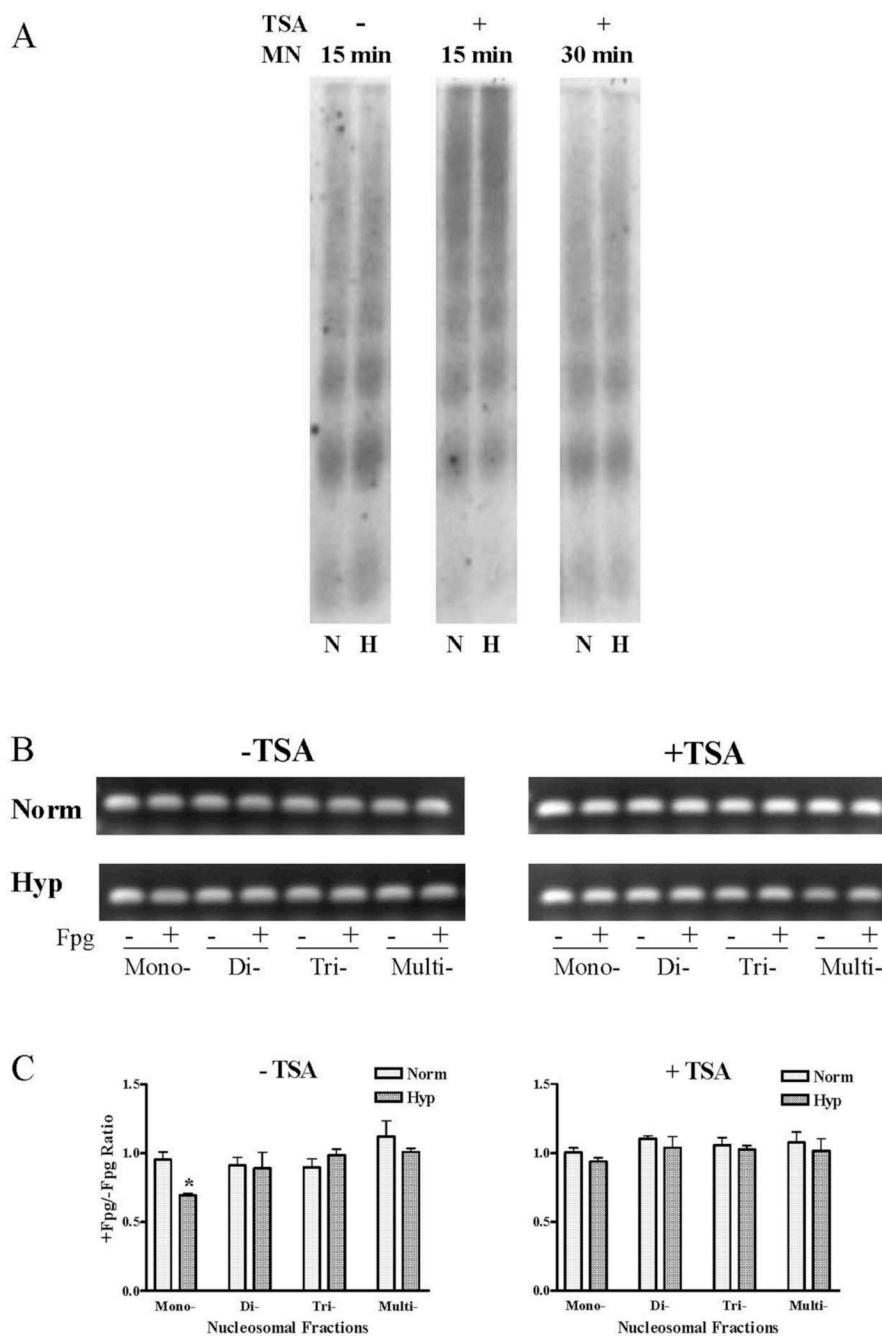 A
TSA - + +
MN 15 min 15 min 30 min
N H N H N H
B
-TSA +TSA
Norm
Hyp
Fpg - + - + - + - + - + - + - + - +
Mono- Di- Tri- Multi- Mono- Di- Tri- Multi-
C
- TSA + TSA
Norm
Hyp
Norm
Hyp
+Fpg/-Fpg Ratio
1.5
1.0
0.5
0.0
*
Mono- Di- Tri- Multi-
Nucleosomal Fractions
1.5
1.0
0.5
0.0
Mono- Di- Tri- Multi-
Nucleosomal Fractions